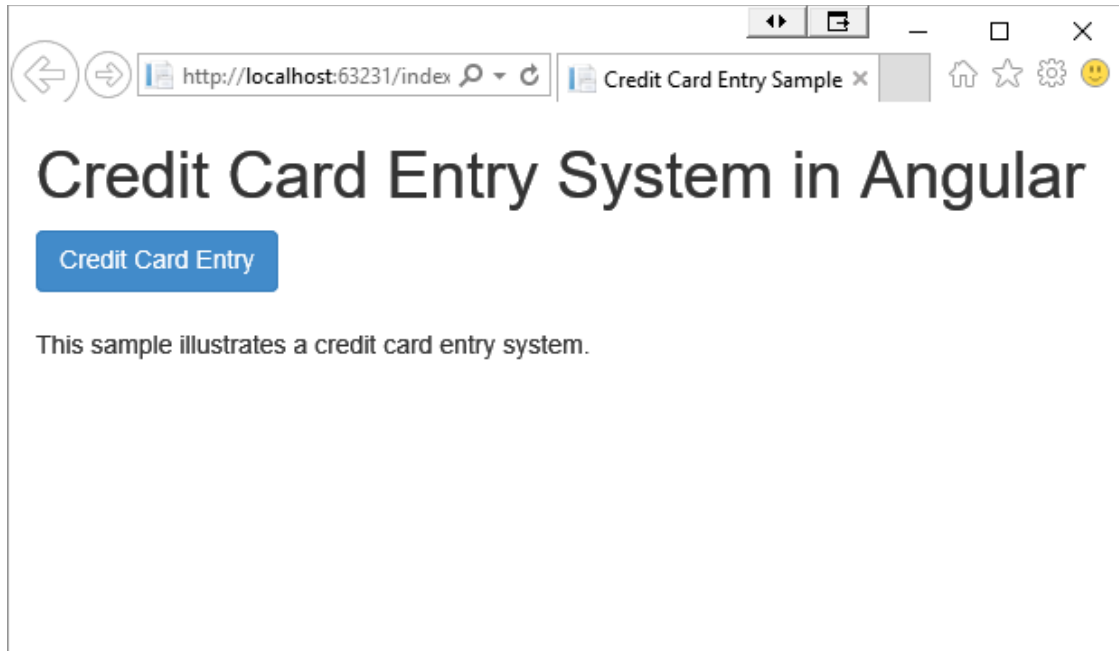 http://localhost:63231/index
Credit Card Entry Sample
Credit Card Entry System in Angular
Credit Card Entry
This sample illustrates a credit card entry system.